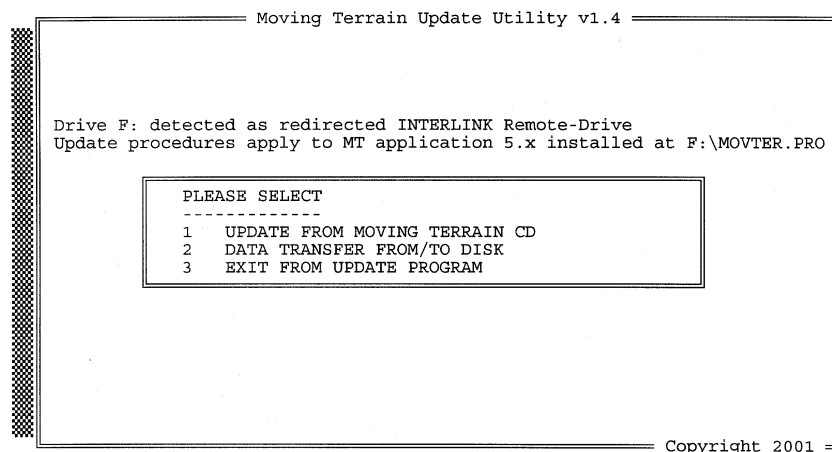 Moving Terrain Update Utility v1.4
Drive F: detected as redirected INTERLINK Remote-Drive
Update procedures apply to MT application 5.x installed at F:\MOVTER.PRO
PLEASE SELECT
-------------
1 UPDATE FROM MOVING TERRAIN CD
2 DATA TRANSFER FROM/TO DISK
3 EXIT FROM UPDATE PROGRAM
Copyright 2001